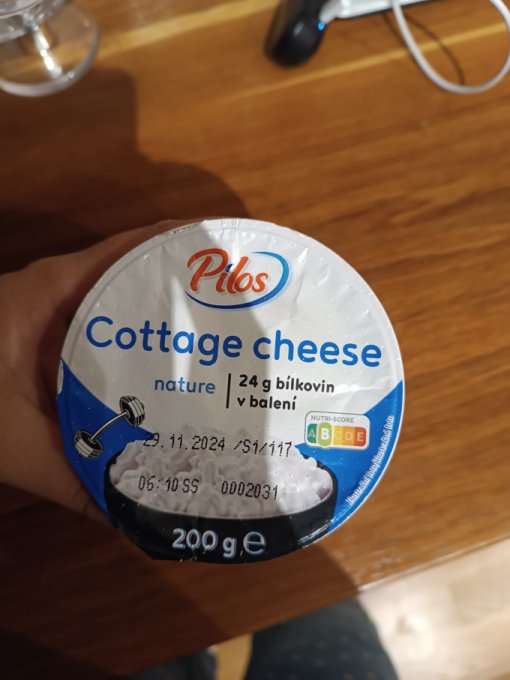 Pilos
Cottage cheese
nature
24 g bílkovin
v balení
NUTRI-SCORE
ABCDE
29.11.2024 /S1/117
06:10 SS 0002031
200 g e